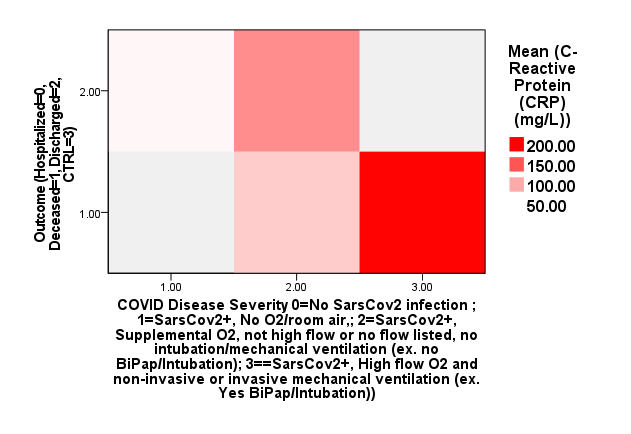 Outcome (Hospitalized=0,
Deceased=1, Discharged=2,
CTRL=3)
2.00
1.00
1.00
2.00
3.00
COVID Disease Severity 0=No SarsCov2 infection ;
1=SarsCov2+, No O2/room air,; 2=SarsCov2+,
Supplemental O2, not high flow or no flow listed, no
intubation/mechanical ventilation (ex. no
BiPap/Intubation); 3==SarsCov2+, High flow O2 and
non-invasive or invasive mechanical ventilation (ex.
Yes BiPap/Intubation))
Mean (C-
Reactive
Protein
(CRP)
(mg/L))
200.00
150.00
100.00
50.00